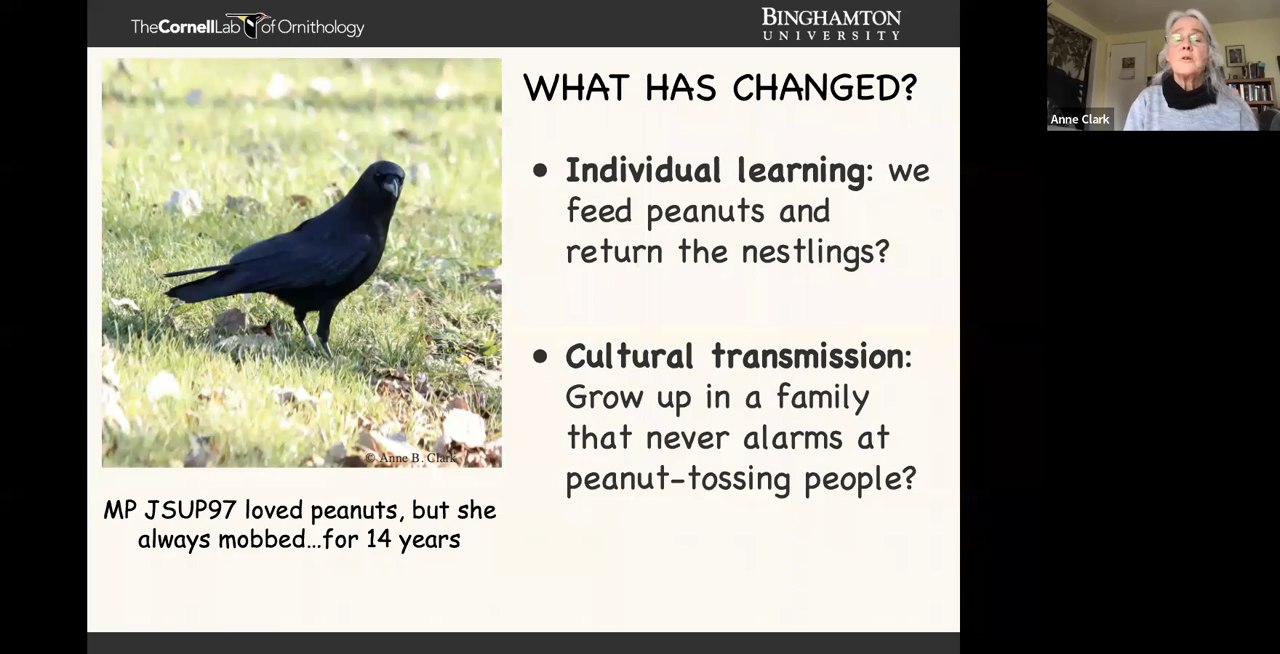 TheCornellLab of Ornithology
BINGHAMTON
UNIVERSITY
WHAT HAS CHANGED?
● Individual learning: we
feed peanuts and
return the nestlings?
● Cultural transmission:
Grow up in a family
that never alarms at
peanut-tossing people?
© Anne B. Clark
MP JSUP97 loved peanuts, but she
always mobbed...for 14 years
Anne Clark